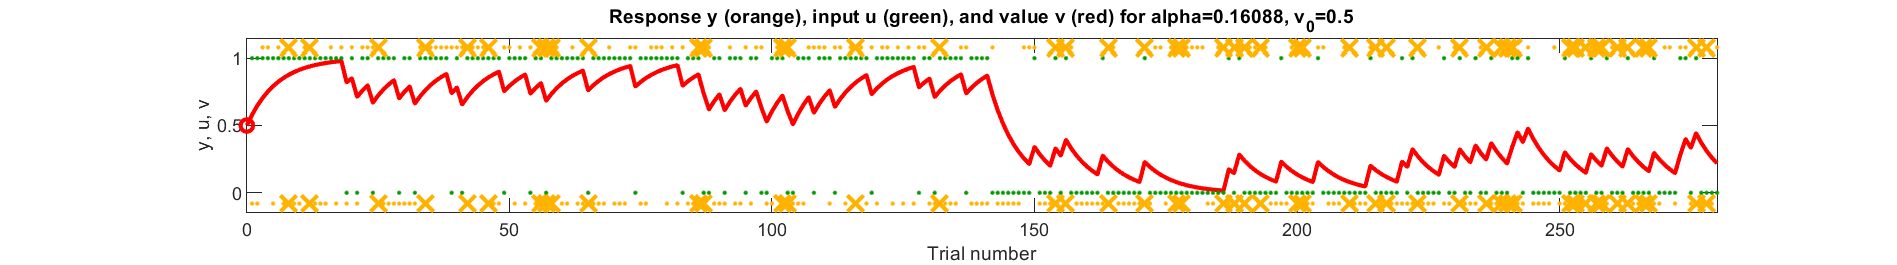 Response y (orange), input u (green), and value v (red) for alpha=0.16088, v_0=0.5
y, u, v
1
0.5
0
0 50 100 150 200 250
Trial number